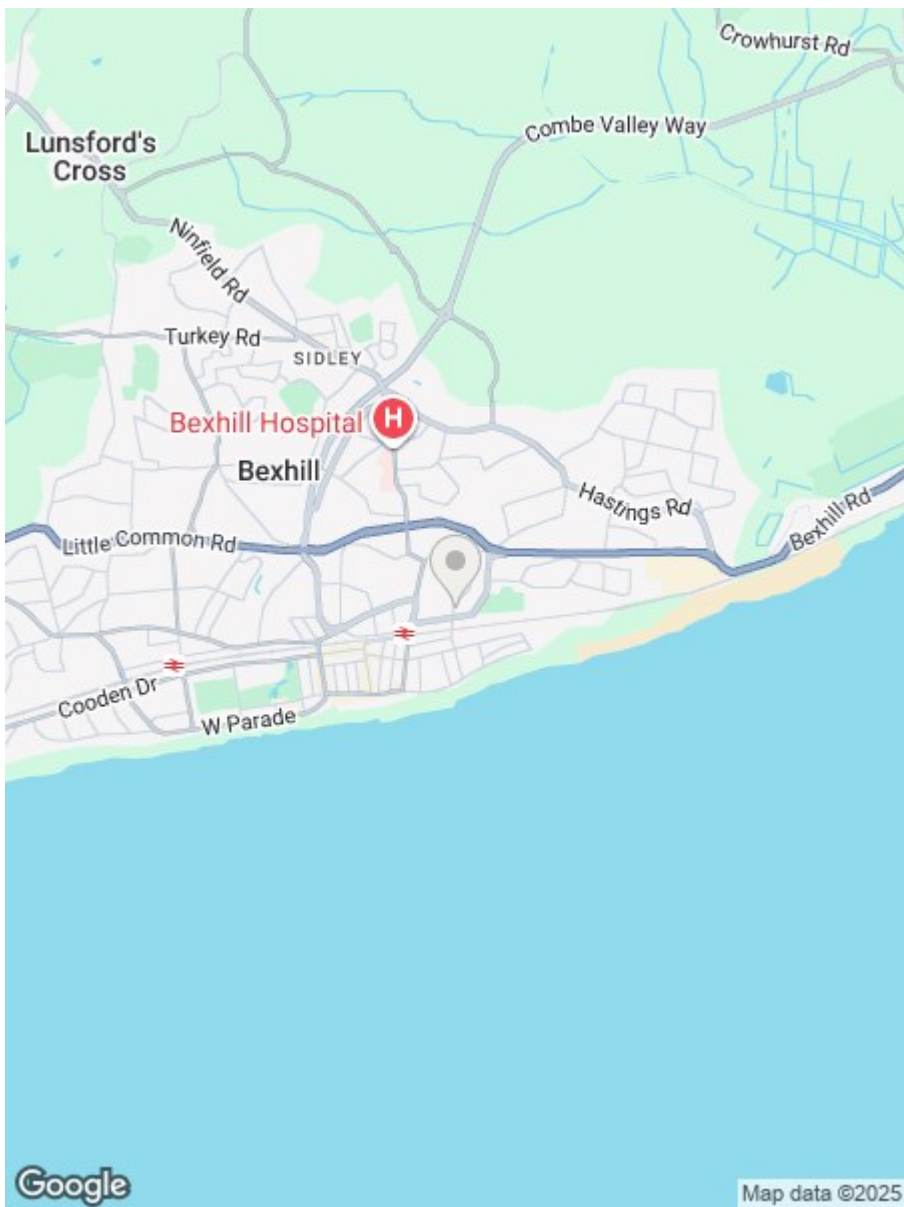 Crowhurst Rd
Combe Valley Way
Lunsford's
Cross
Ninfield Rd
Turkey Rd
SIDLEY
Bexhill Hospital
H
Bexhill
Hastings Rd
Bexhill Rd
Little Common Rd
Cooden Dr
W Parade
Google
Map data ©2025